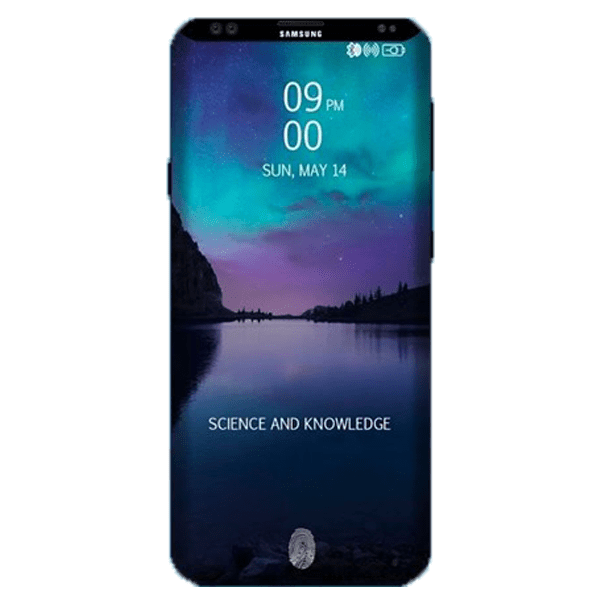 SAMSUNG
09 PM
00
SUN, MAY 14
SCIENCE AND KNOWLEDGE